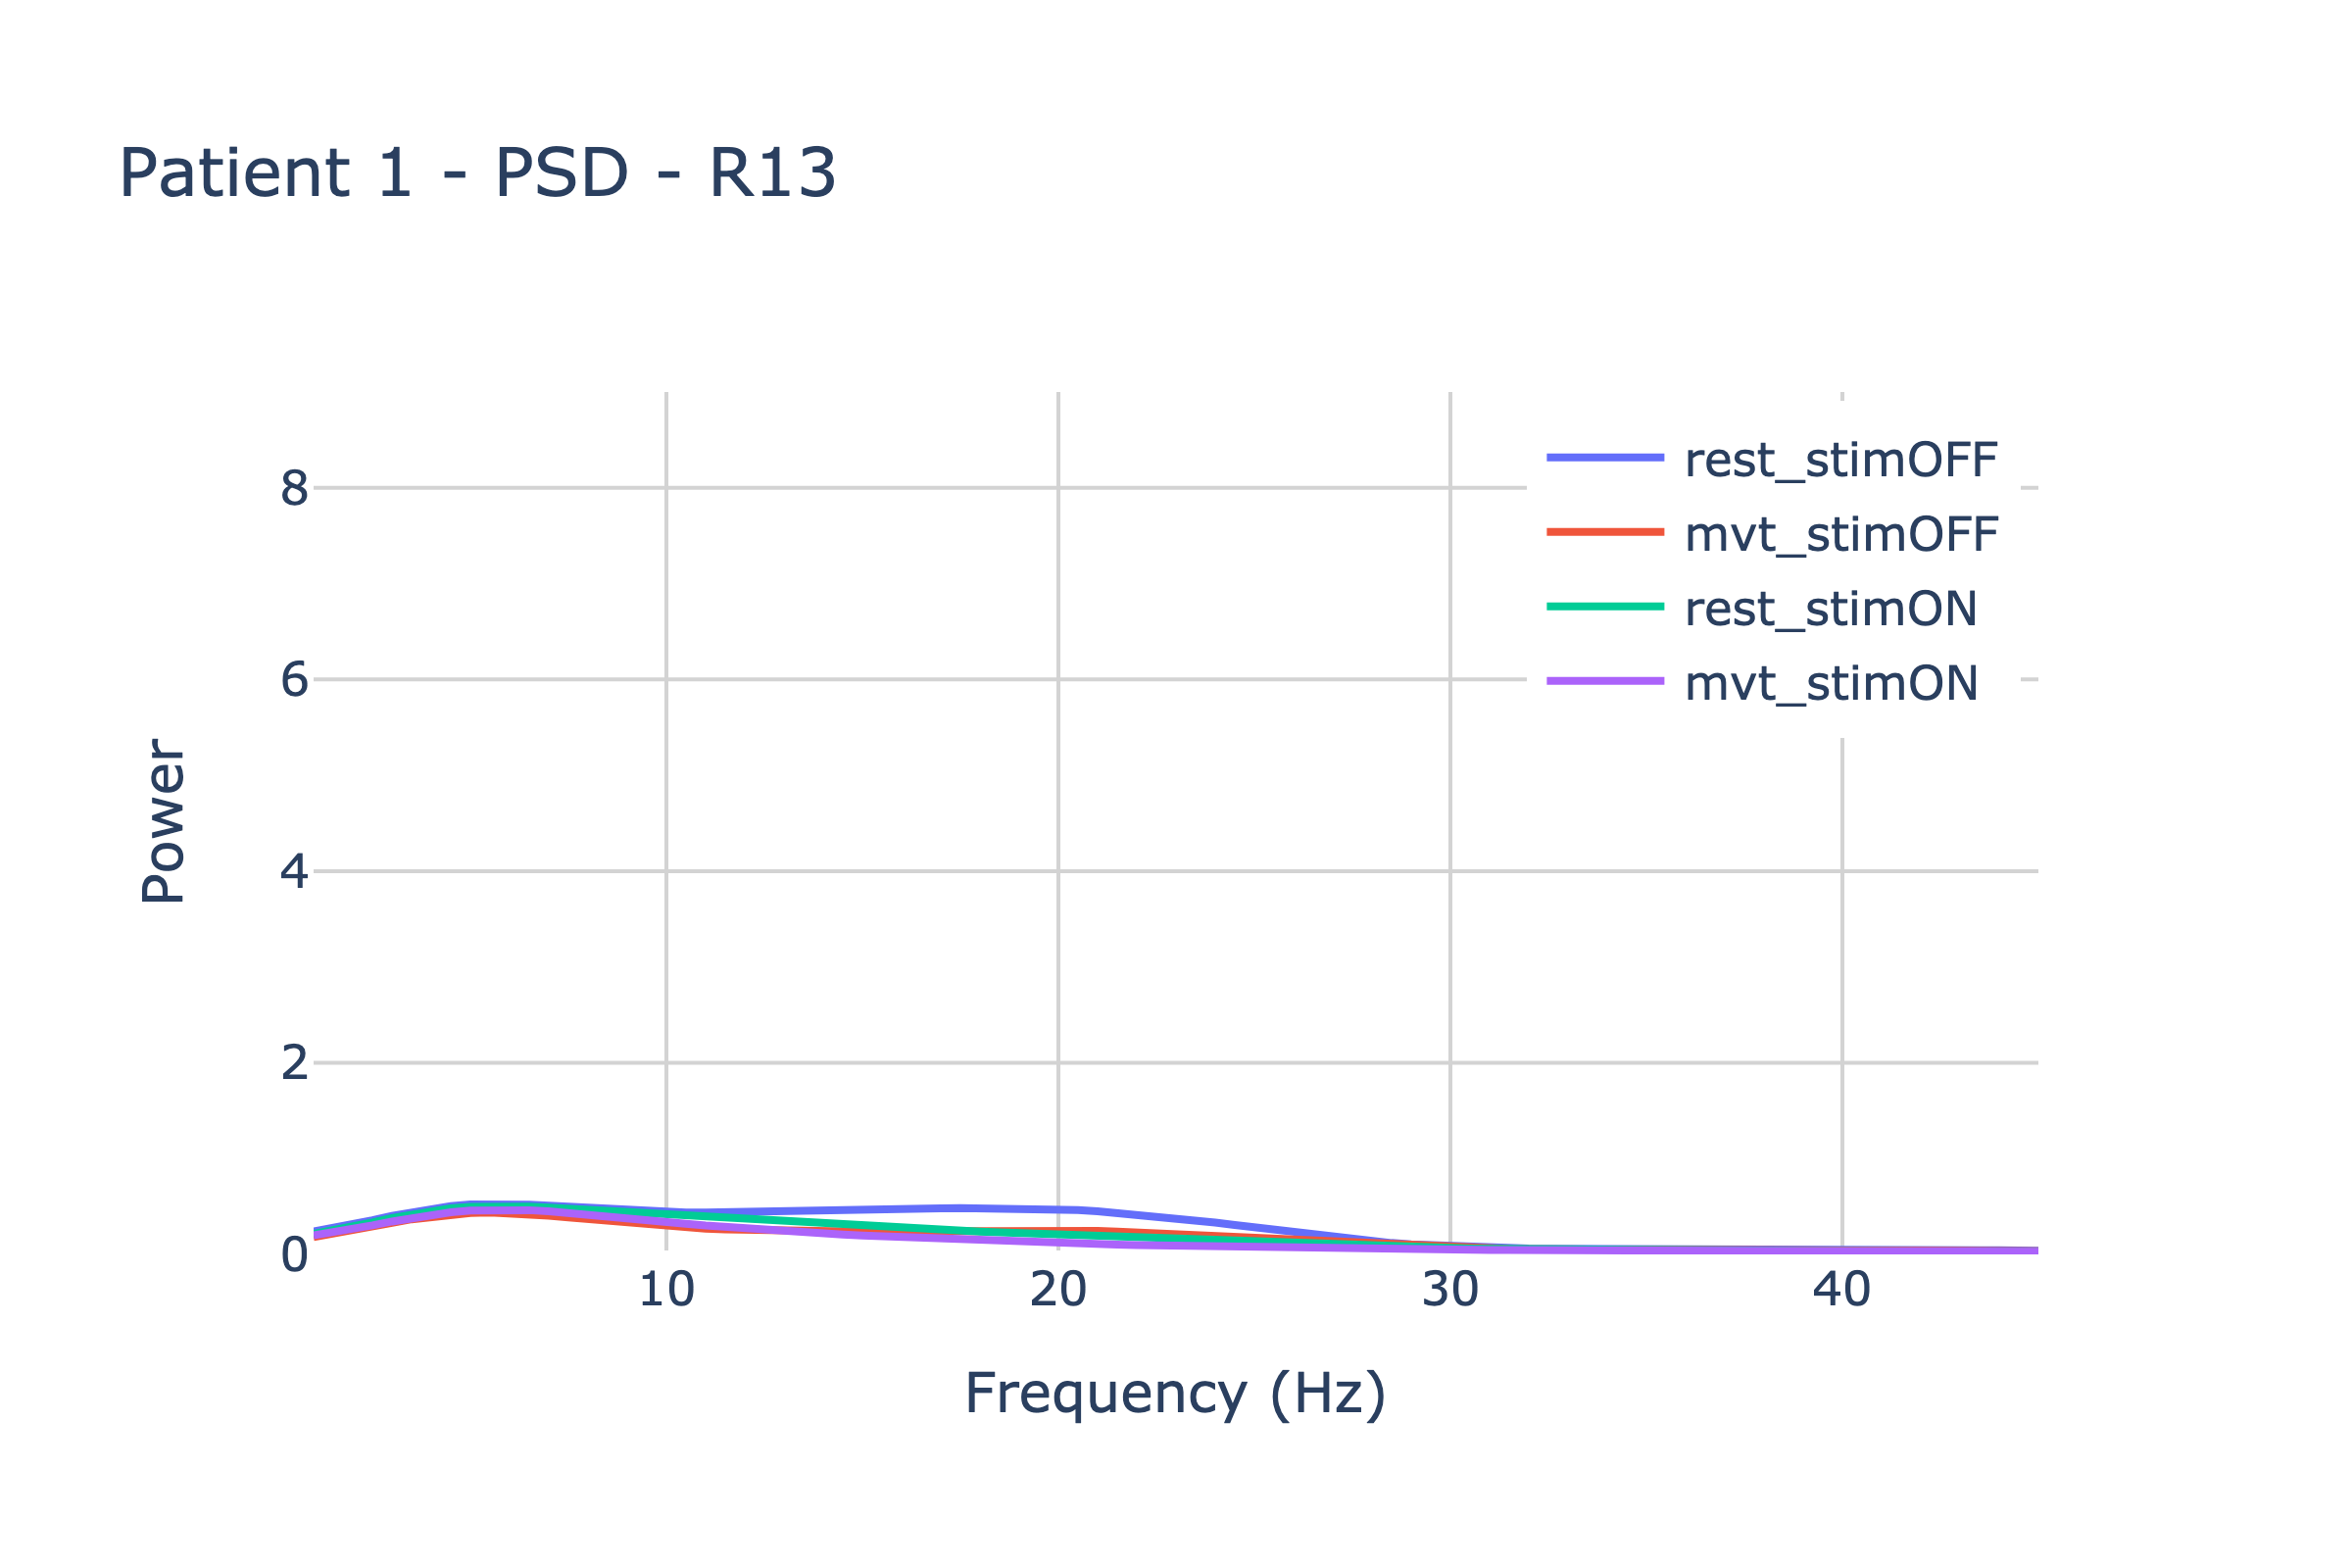 Patient 1 - PSD - R13
rest_stimOFF
mvt_stimOFF
rest_stimON
mvt_stimON
8
6
4
2
0
Power
10 20 30 40
Frequency (Hz)